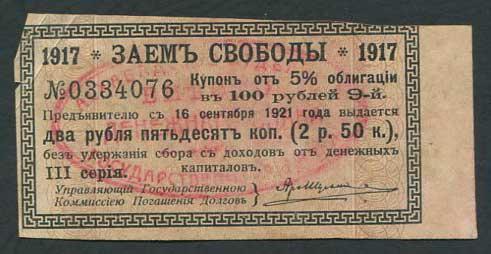 1917 * ЗАЕМЪ СВОБОДЫ * 1917
№0334076 Купонъ отъ 5% облигаціи
въ 100 рублей 9-й.
Предъявителю съ 16 сентября 1921 года выдается
два рубля пятьдесятъ коп. (2 р. 50 к.),
безъ удержанія сбора съ доходовъ отъ денежныхъ
III серія. капиталовъ.
Управляющій Государственною
Коммиссіею Погашенія Долговъ